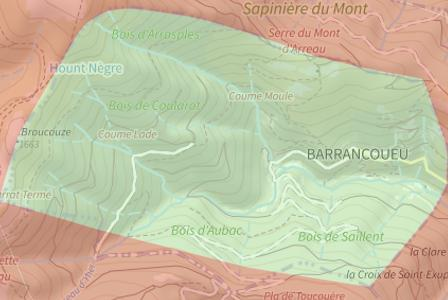 Sapinière du Mont
Bois d'Arrasples
Serre du Mont
d'Arreau
Hount Nègre
Coume Moule
Bois de Coularot
Broucouze
1663
Coume Lade
BARRANCOUEU
Bois d'Aubac
Bois de Saillent
la Clare
la Croix de Saint-Exup
Pla de Toucouère